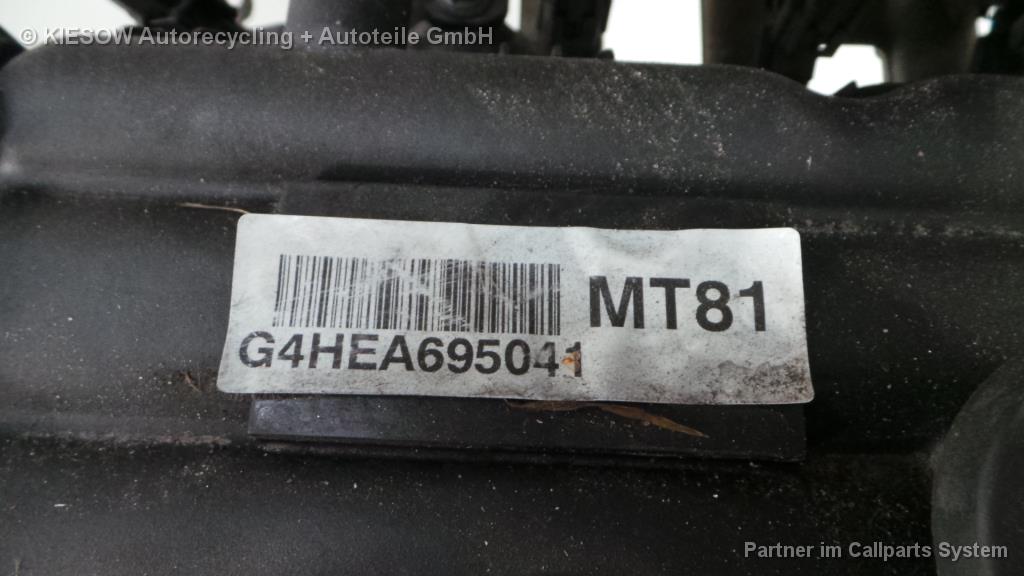 © KIESOW Autorecycling + Autoteile GmbH
MT81
G4HEA695041
Partner im Callparts System